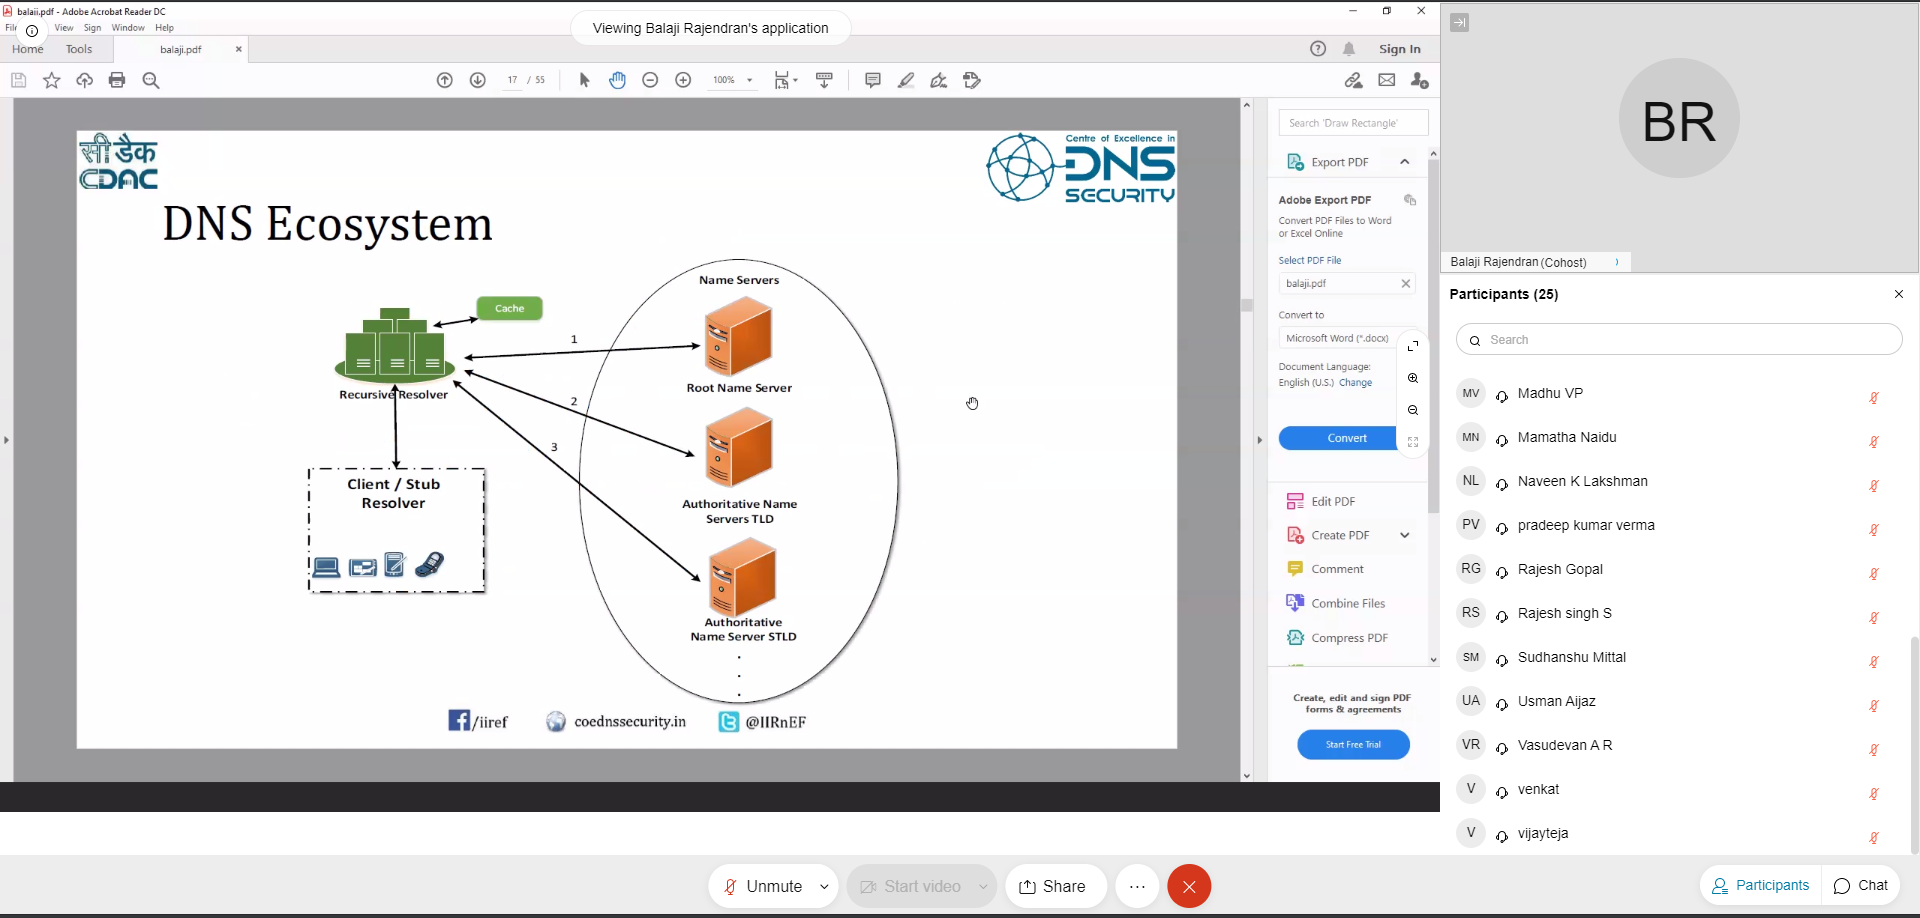 balaji.pdf - Adobe Acrobat Reader DC
View Sign Window Help
Viewing Balaji Rajendran's application
Home Tools balaji.pdf Sign In
17 / 55 100%
सी डैक
CDAC
Centre of Excellence in
DNS
SECURITY
DNS Ecosystem
Name Servers
Cache
1
Recursive Resolver
Root Name Server
2
3
Client / Stub
Resolver
Authoritative Name
Servers TLD
Authoritative
Name Server STLD
/iiref coednssecurity.in @IIRnEF
Search 'Draw Rectangle'
Export PDF
Adobe Export PDF
Convert PDF Files to Word
or Excel Online
Select PDF File
balaji.pdf
Convert to
Microsoft Word (*.docx)
Document Language:
English (U.S.) Change
Convert
Edit PDF
Create PDF
Comment
Combine Files
Compress PDF
Create, edit and sign PDF
forms & agreements
Start Free Trial
BR
Balaji Rajendran (Cohost)
Participants (25)
Search
MV Madhu VP
MN Mamatha Naidu
NL Naveen K Lakshman
PV pradeep kumar verma
RG Rajesh Gopal
RS Rajesh singh S
SM Sudhanshu Mittal
UA Usman Aijaz
VR Vasudevan A R
V venkat
V vijayteja
Unmute Start video Share
Participants Chat